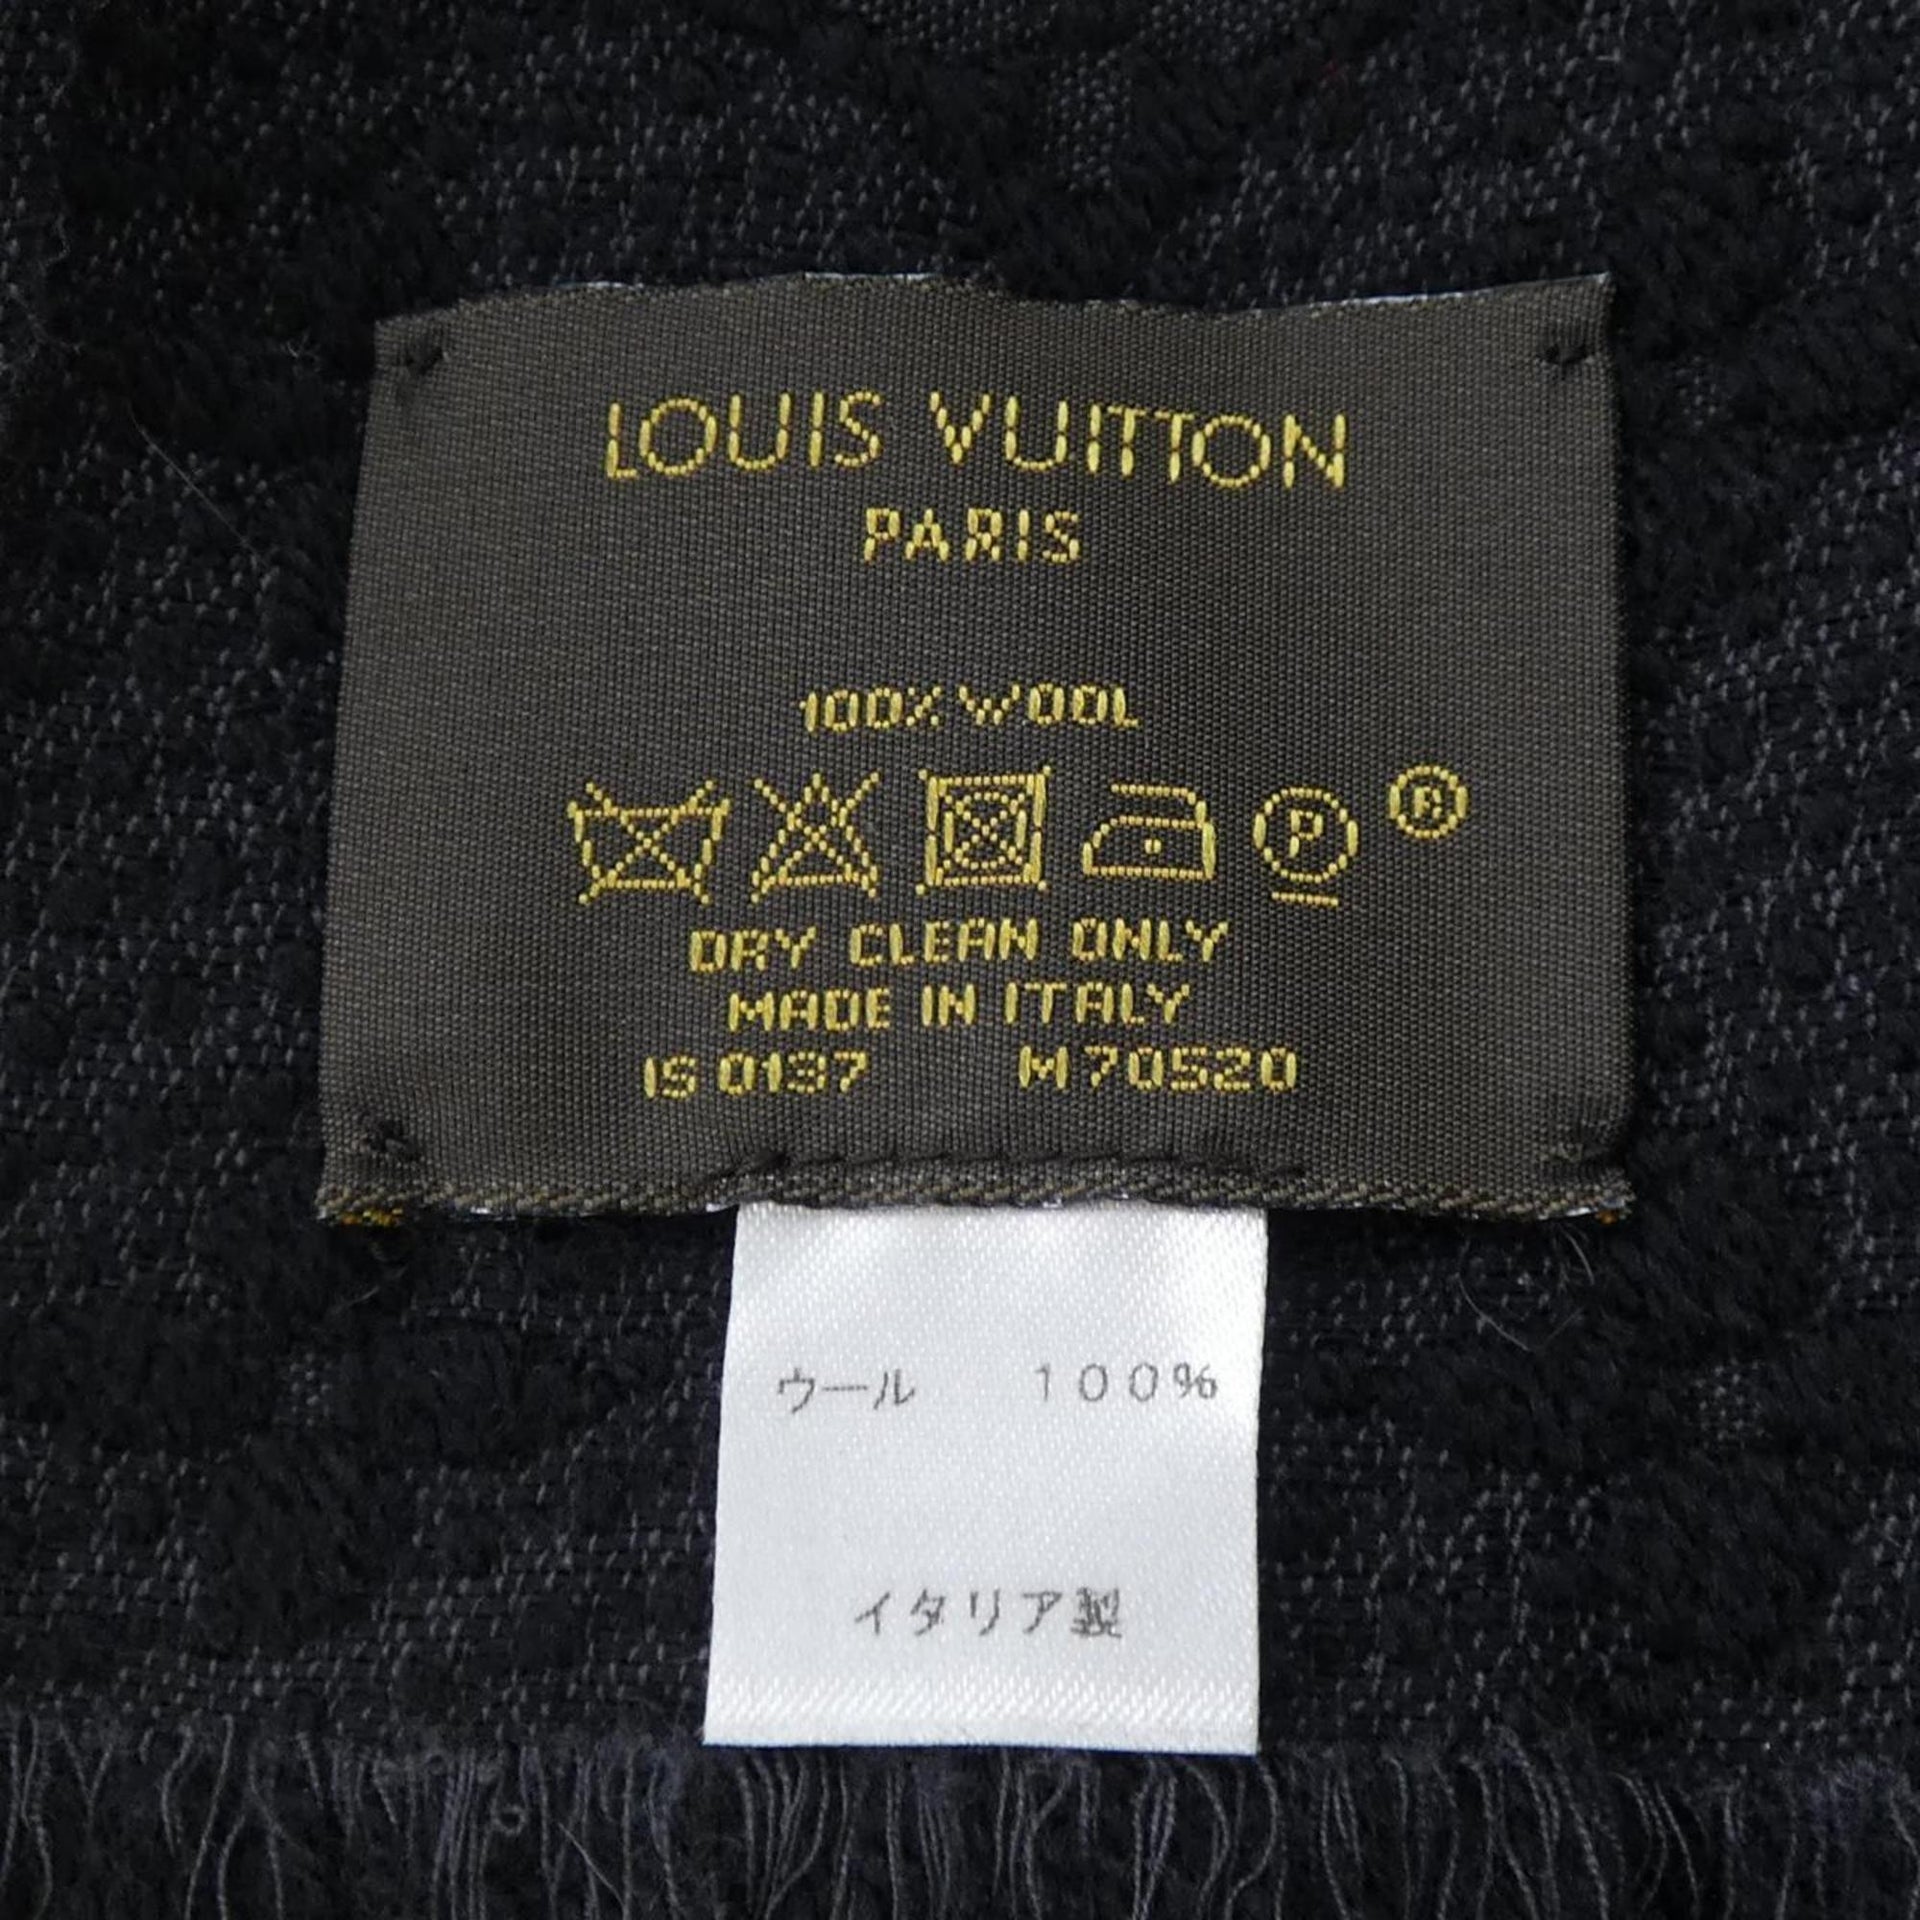 LOUIS VUITTON
PARIS
100% WOOL
P ®
DRY CLEAN ONLY
MADE IN ITALY
IS 0197 M70520
ウール 100%
イタリア製